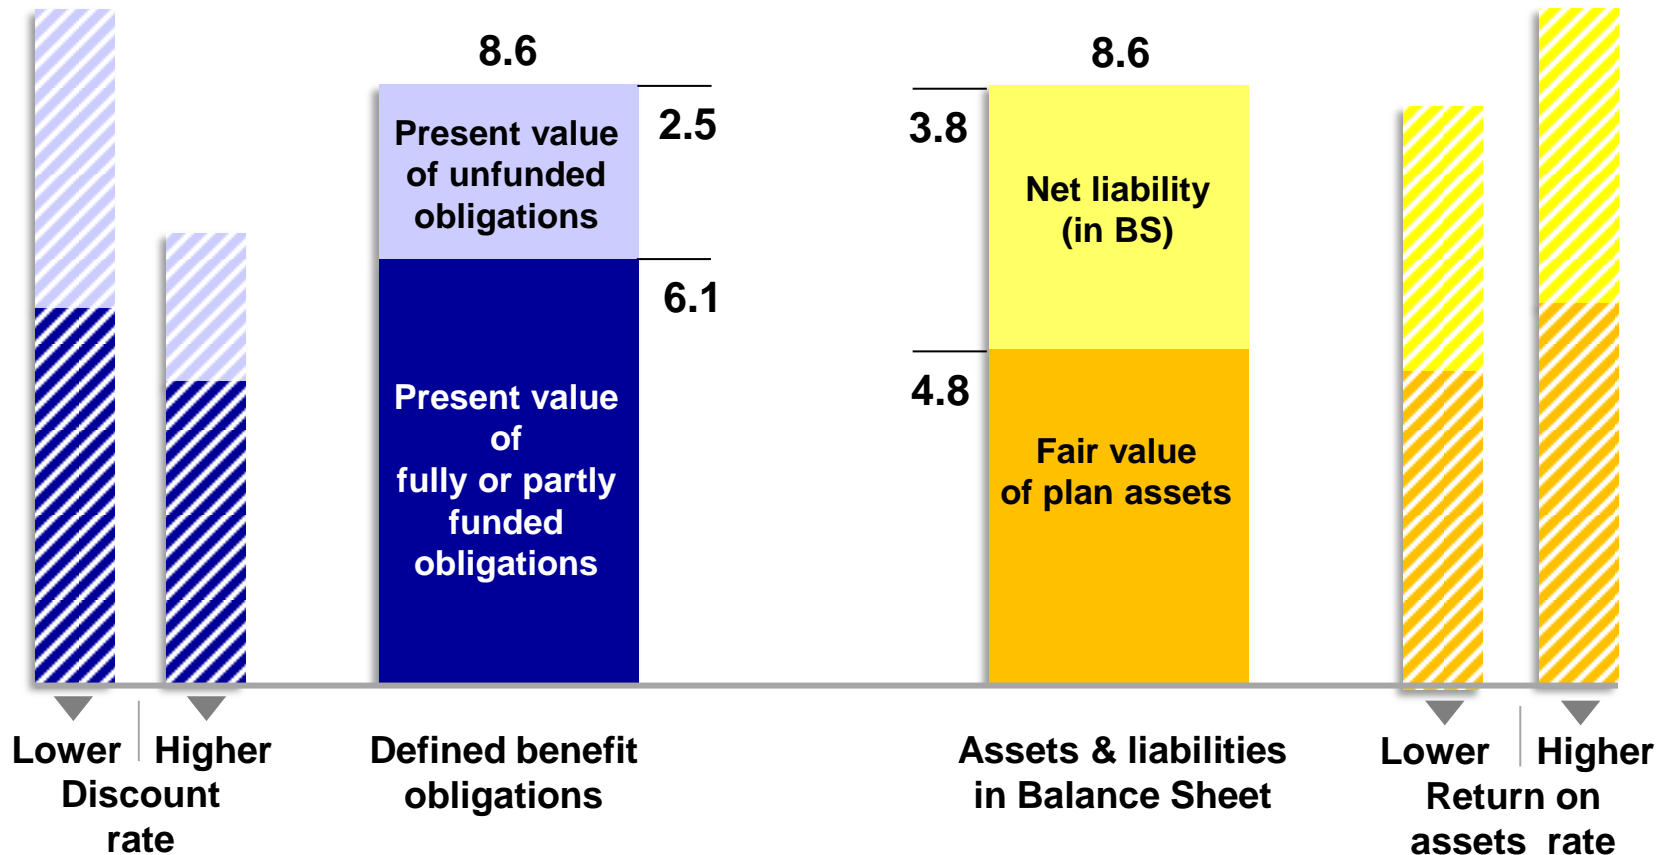 8.6
Present value
of unfunded
obligations
2.5
Present value
of
fully or partly
funded
obligations
6.1
8.6
3.8
Net liability
(in BS)
4.8
Fair value
of plan assets
Lower
Higher
Discount
rate
Defined benefit
obligations
Assets & liabilities
in Balance Sheet
Lower
Higher
Return on
assets rate